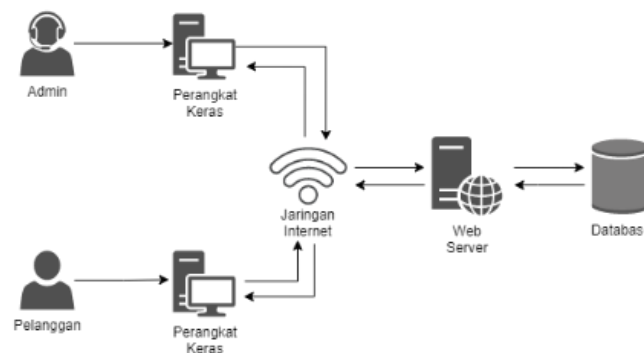 Admin
Perangkat
Keras
Jaringan
Internet
Web
Server
Databas
Pelanggan
Perangkat
Keras